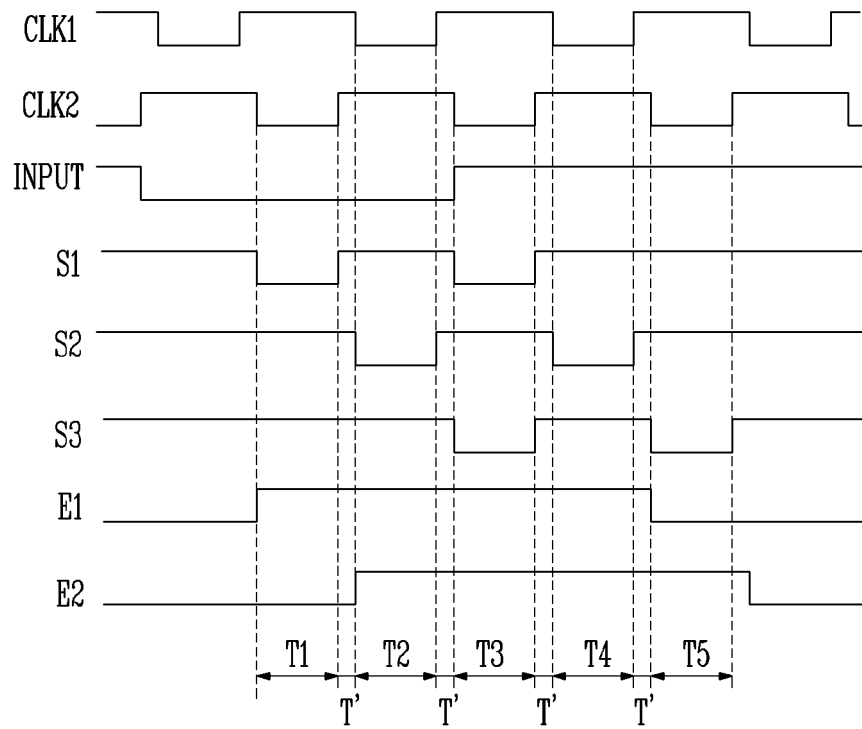 CLK1
CLK2
INPUT
S1
S2
S3
E1
E2
T1 T2 T3 T4 T5
T' T' T' T'